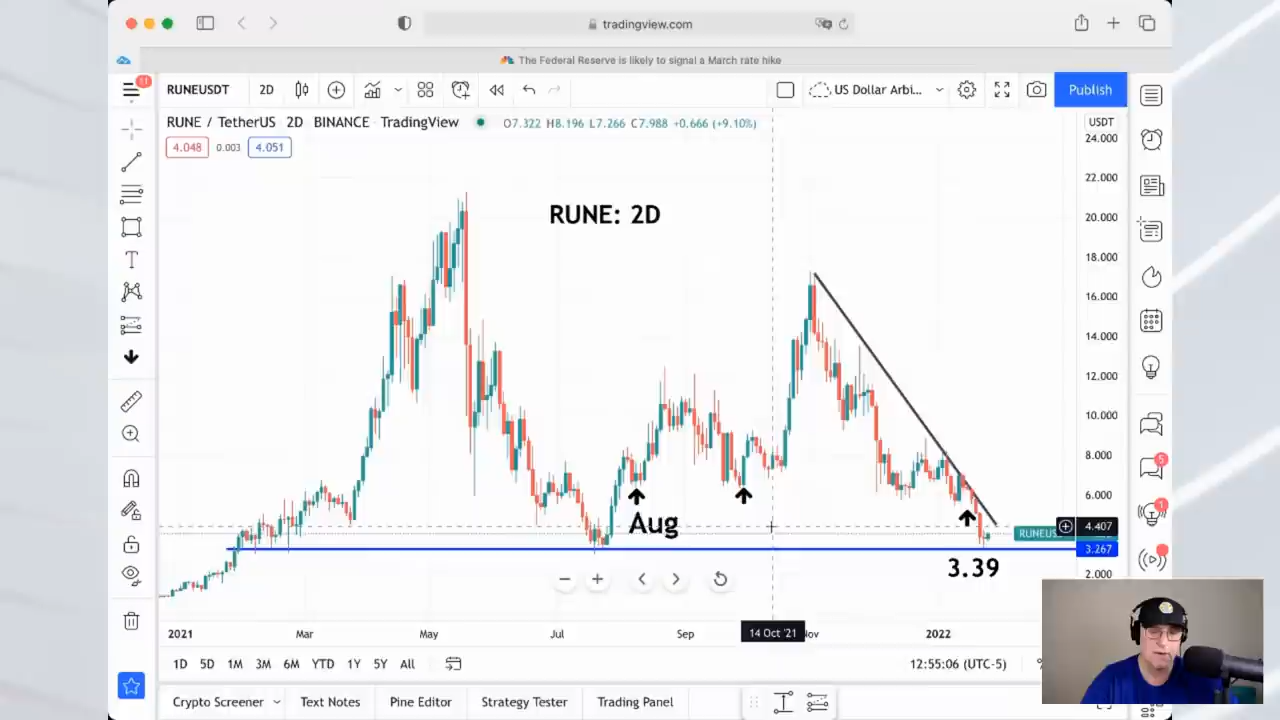 tradingview.com
The Federal Reserve is likely to signal a March rate hike
11
RUNEUSDT 2D US Dollar Arbi... Publish
RUNE / TetherUS 2D BINANCE TradingView O7.322 H8.196 L7.266 C7.988 +0.666 (+9.10%)
USDT
4.048 0.003 4.051
24.000
22.000
RUNE: 2D
20.000
18.000
16.000
14.000
12.000
10.000
8.000
6.000
Aug
4.407
RUNEUS
3.267
3.39
2.000
5
1
2021 Mar May Jul Sep 14 Oct '21 Nov 2022
1D 5D 1M 3M 6M YTD 1Y 5Y All 12:55:06 (UTC-5) %
Crypto Screener Text Notes Pine Editor Strategy Tester Trading Panel